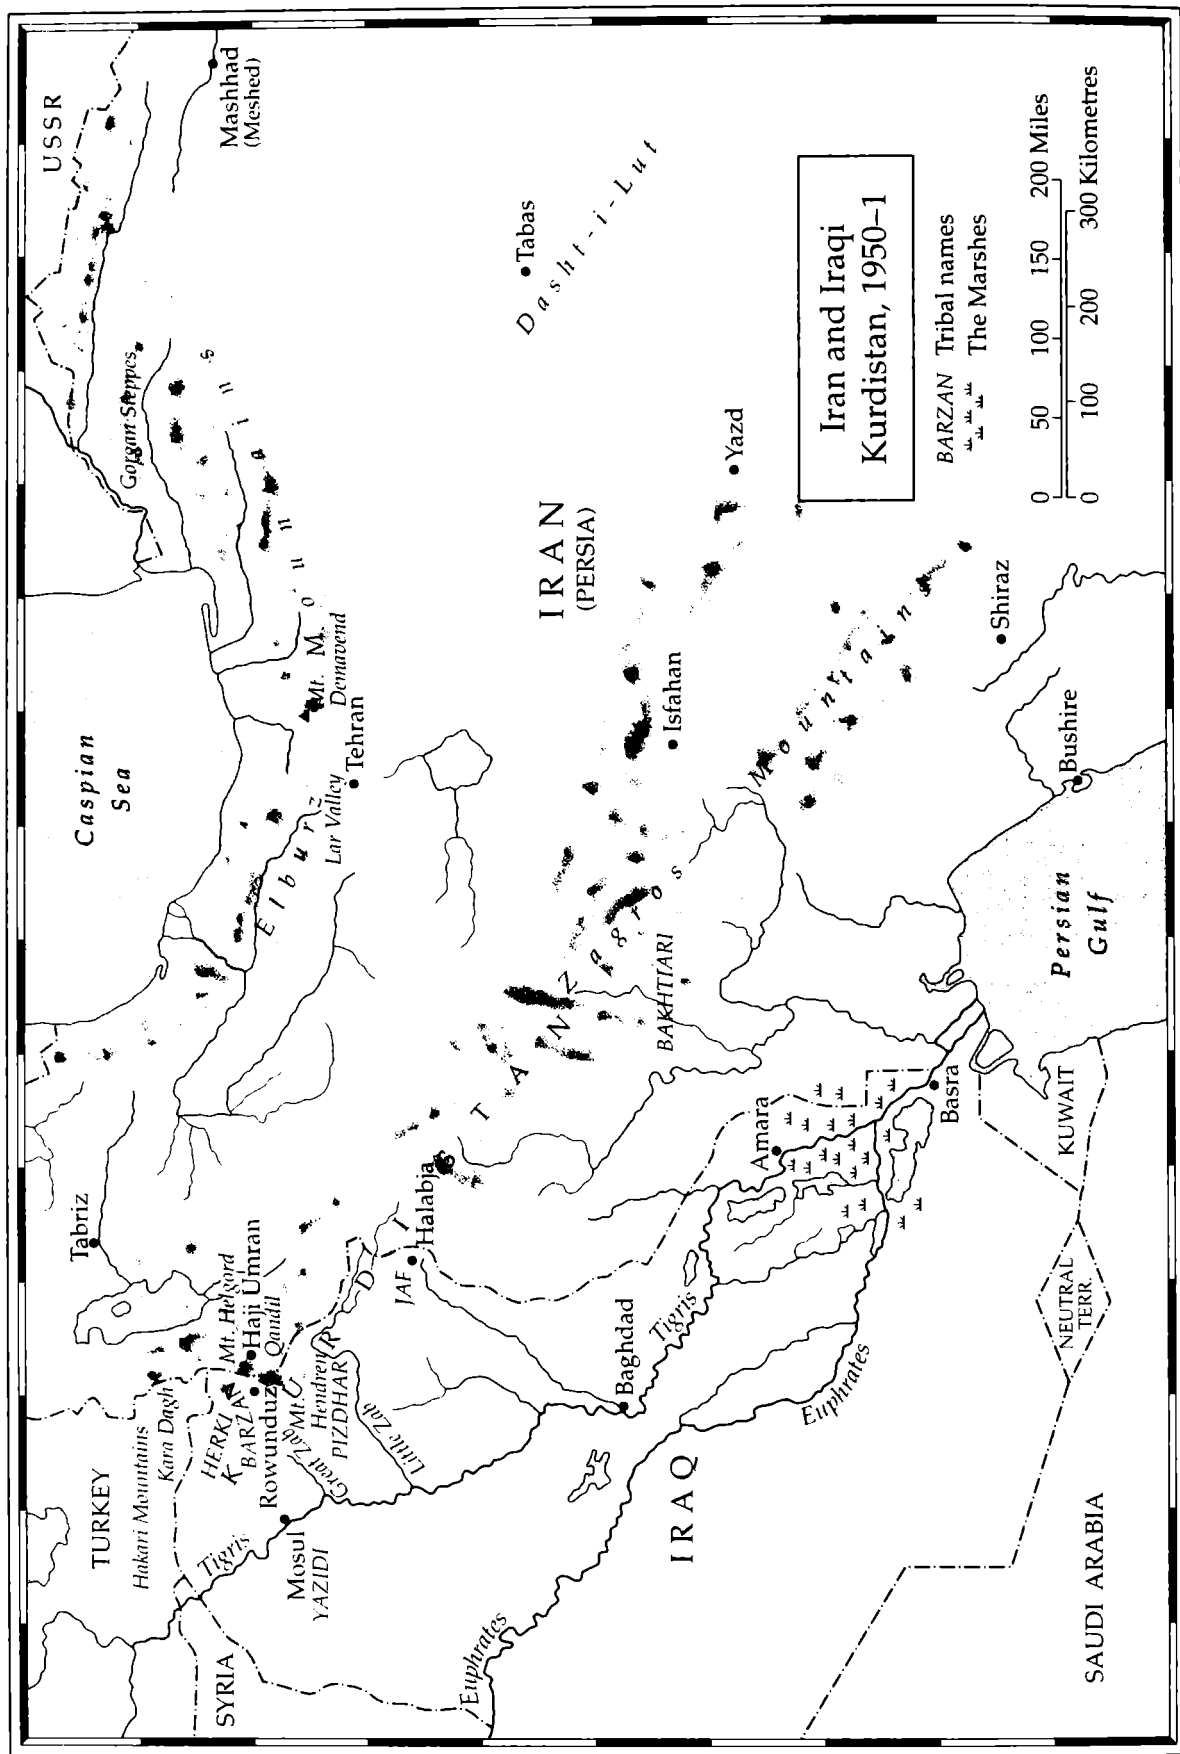 USSR
Mashhad
(Meshed)
Gorgan Steppes
Caspian
Sea
Elburz Mountains
Mt.
Demavend
Lar Valley
Tehran
Tabas
Dasht-i-Lut
IRAN
(PERSIA)
Yazd
Isfahan
Zagros Mountains
BAKHTIARI
Shiraz
Bushire
Persian
Gulf
Tabriz
TURKEY
Hakari Mountains
Kara Dagh
Mt. Helgord
Haji Umran
Qandil
HERKI
BARZAN
Rowunduz
Mt.
Hendren
PIZDHAR
Great Zab
Little Zab
KURDISTAN
JAF
Halabja
Tigris
Mosul
YAZIDI
SYRIA
Euphrates
IRAQ
Baghdad
Tigris
Euphrates
Amara
Basra
KUWAIT
NEUTRAL
TERR.
SAUDI ARABIA
Iran and Iraqi
Kurdistan, 1950–1
BARZAN Tribal names
The Marshes
0 50 100 150 200 Miles
0 100 200 300 Kilometres